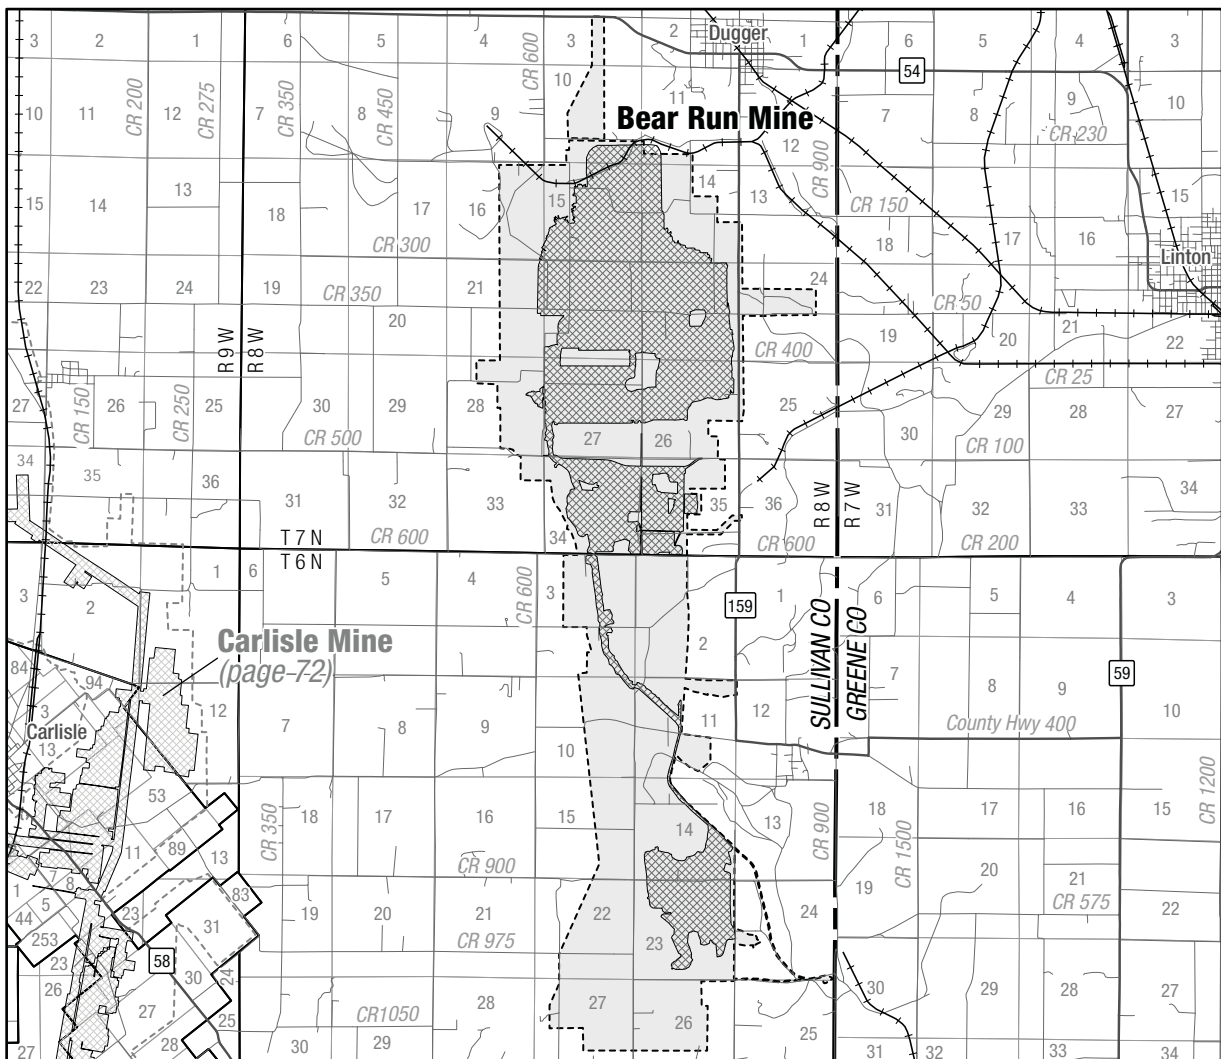 3 2 1 6 5 4 CR 600 3 2 Dugger 1 6 5 4 3
54
10 11 CR 200 12 CR 275 7 CR 350 8 CR 450 9 10 11 7 8 9 10
Bear Run Mine
12 CR 900 CR 230
15 14 13 18 17 16 15 14 13 CR 150 15
CR 300 18 17 16 Linton
22 23 24 19 CR 350 21 24 CR 50
20 19 20 21 22
R9W R8W CR 400
CR 25
27 CR 150 26 CR 250 25 30 29 28 25 29 28 27
CR 500 27 26 30 CR 100
34 35 36 31 32 33 34 35 36 R8W R7W 31 32 33 34
T7N CR 600 CR 600 CR 200
T6N
3 2 1 6 5 4 CR 600 3 159 1 6 5 4 3
Carlisle Mine
(page 72)
2 SULLIVAN CO GREENE CO 7 8 9 59
84 94
3 12 7 8 9 10 11 12 10
Carlisle County Hwy 400
13
53 CR 350 18 17 16 15 14 13 CR 900 18 17 16 15 CR 1200
11 89 13 CR 900 CR 1500 20
7 8 83 19 21
1 5 23 19 20 21 22 24 CR 575 22
44 31
253 CR 975 23
23 58 30 24
26 27 25 CR1050 28 27 26 25 30 29 28 27
27 28 30 29 31 32 33 34